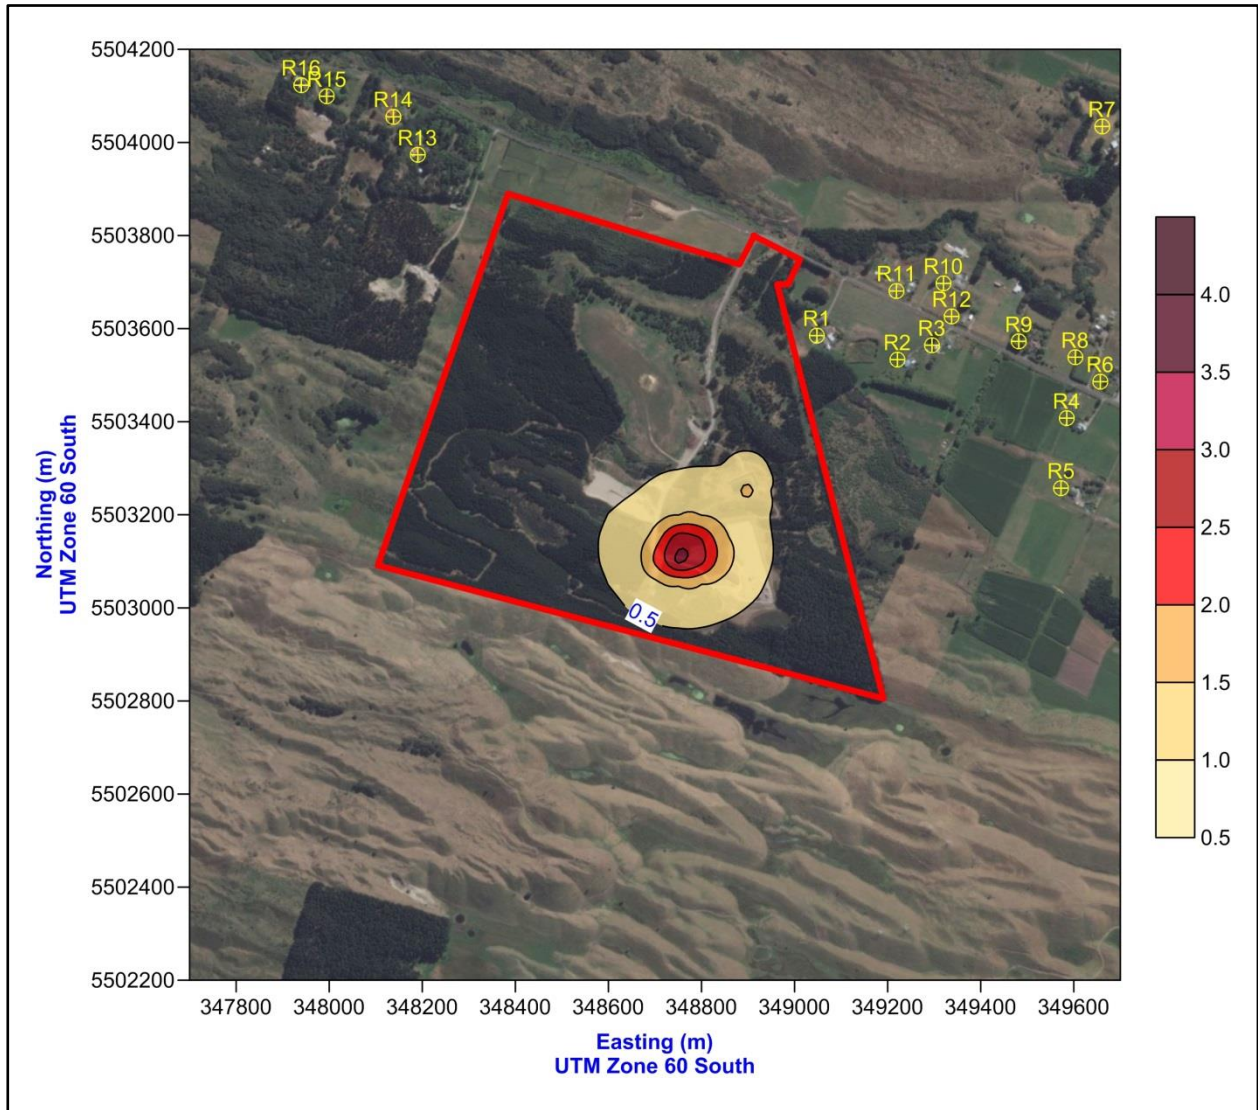 5504200
5504000
5503800
5503600
5503400
5503200
5503000
5502800
5502600
5502400
5502200
Northing (m)
UTM Zone 60 South
R16
R15
R14
R13
R7
R11
R10
R12
R1
R2
R3
R9
R8
R6
R4
R5
0.5
4.0
3.5
3.0
2.5
2.0
1.5
1.0
0.5
347800 348000 348200 348400 348600 348800 349000 349200 349400 349600
Easting (m)
UTM Zone 60 South